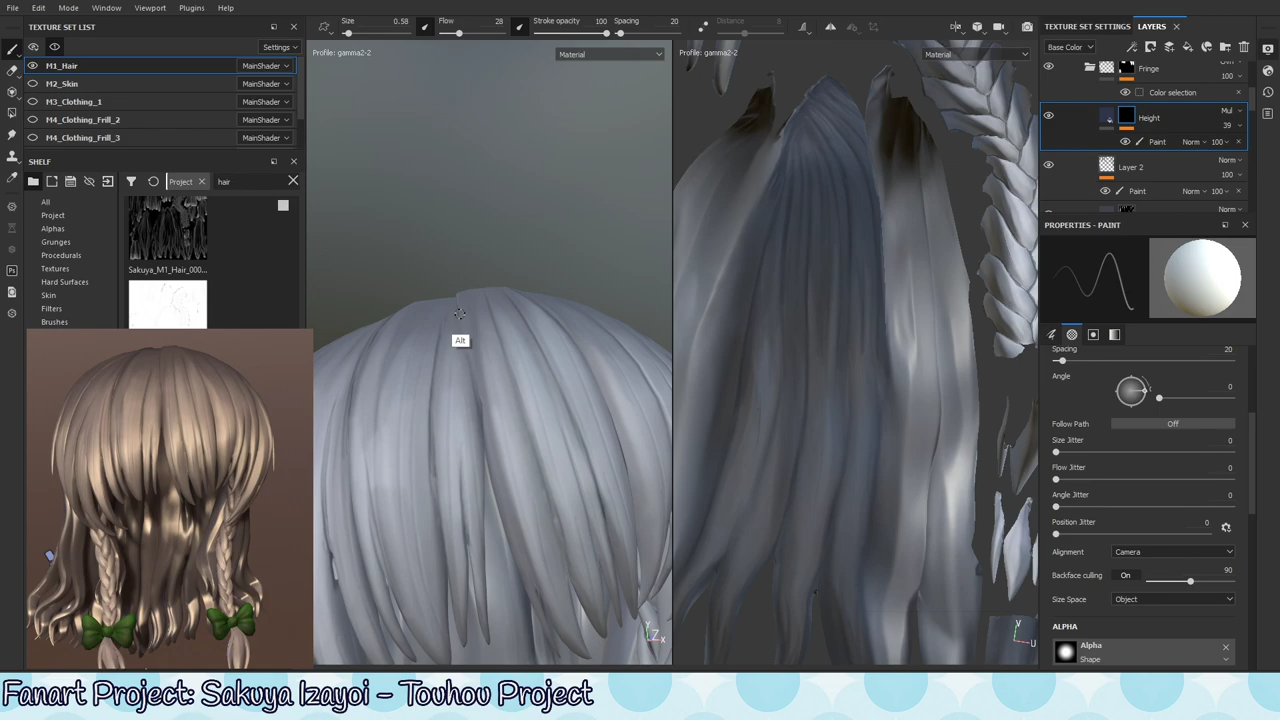 File Edit Mode Window Viewport Plugins Help
TEXTURE SET LIST
Size 0.58 Flow 28 Stroke opacity 100 Spacing 20 Distance 8
TEXTURE SET SETTINGS LAYERS
Settings
Profile: gamma2-2 Material
Profile: gamma2-2 Material
Base Color
M1_Hair MainShader
M2_Skin MainShader
M3_Clothing_1 MainShader
M4_Clothing_Frill_2 MainShader
M4_Clothing_Frill_3 MainShader
Fringe
100
Color selection
Height Mul
39
Paint Norm 100
Layer 2 Norm
100
Paint Norm 100
Norm
SHELF
Project hair
All
Project
Alphas
Grunges
Procedurals
Textures
Hard Surfaces
Skin
Filters
Brushes
Sakuya_M1_Hair_000...
Alt
PROPERTIES - PAINT
Spacing 20
Angle 0
Follow Path Off
Size Jitter 0
Flow Jitter 0
Angle Jitter 0
Position Jitter 0
Alignment Camera
Backface culling On 90
Size Space Object
ALPHA
Alpha
Shape
Y Z X
V U
Ps
Fanart Project: Sakuya Izayoi - Touhou Project